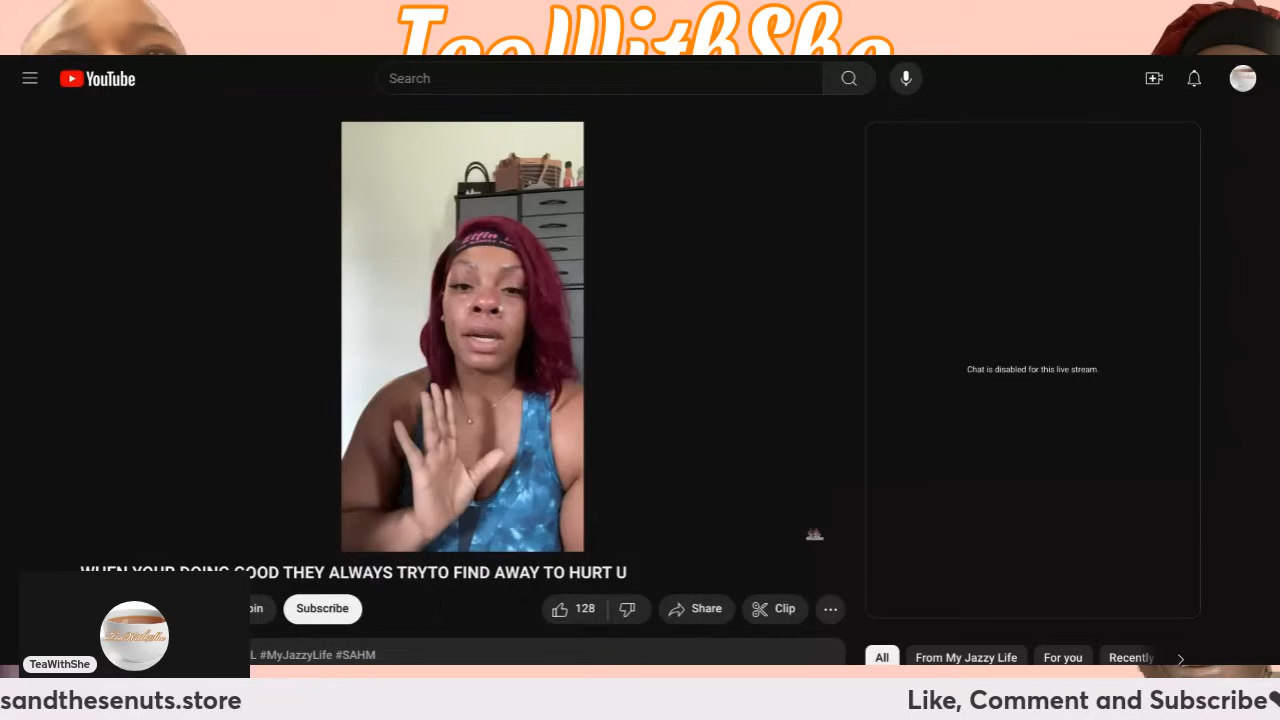 TeaWithShe
YouTube
Search
Chat is disabled for this live stream.
WHEN YOUR DOING GOOD THEY ALWAYS TRYTO FIND AWAY TO HURT U
Subscribe
128
Share
Clip
#MyJazzyLife #SAHM
All
From My Jazzy Life
For you
Recently
TeaWithShe
TeaWithShe
sandthesenuts.store
Like, Comment and Subscribe